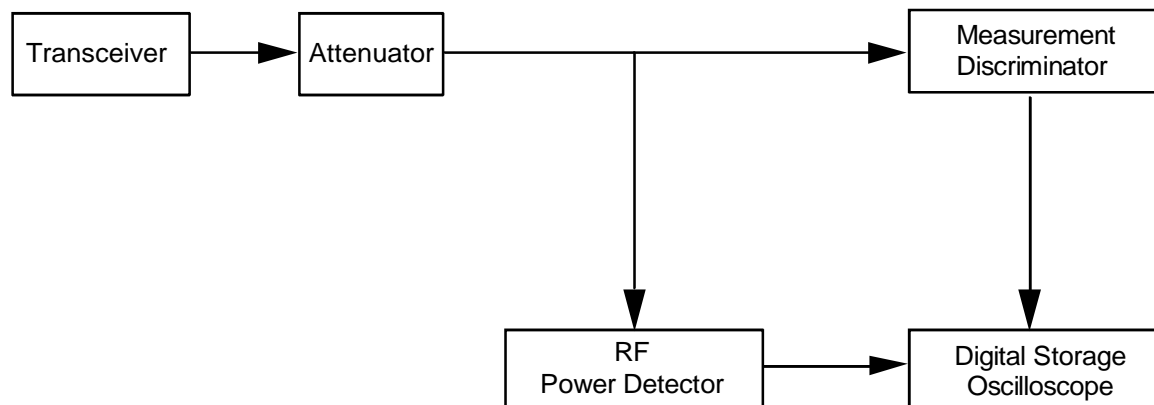 Transceiver
Attenuator
Measurement
Discriminator
RF
Power Detector
Digital Storage
Oscilloscope